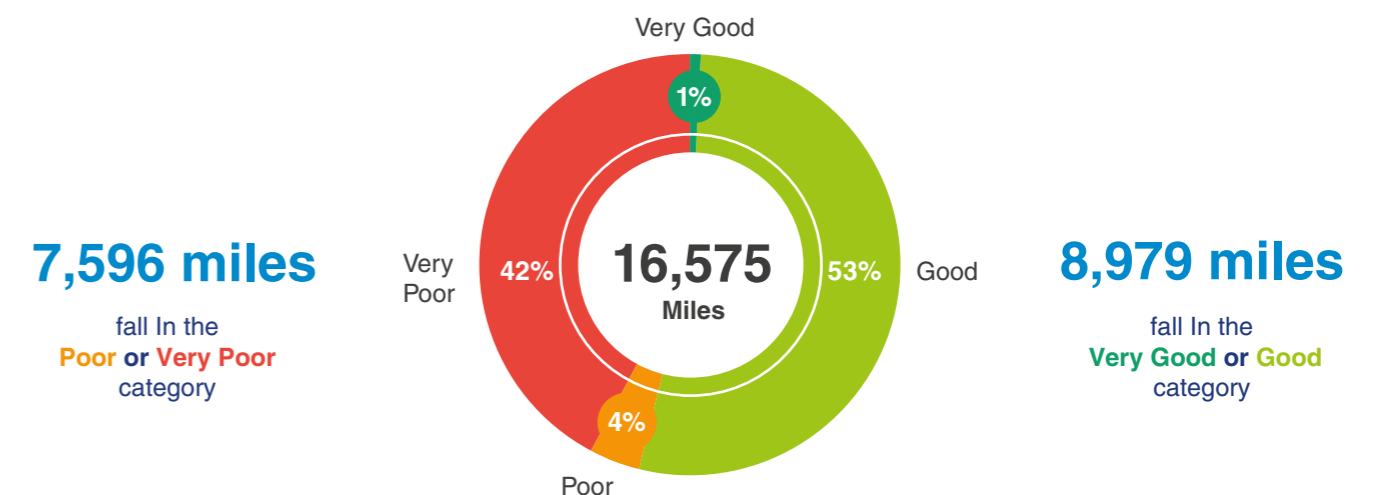 Very Good
1%
7,596 miles
fall In the
Poor or Very Poor
category
Very
Poor
42%
16,575
Miles
53%
Good
8,979 miles
fall In the
Very Good or Good
category
4%
Poor